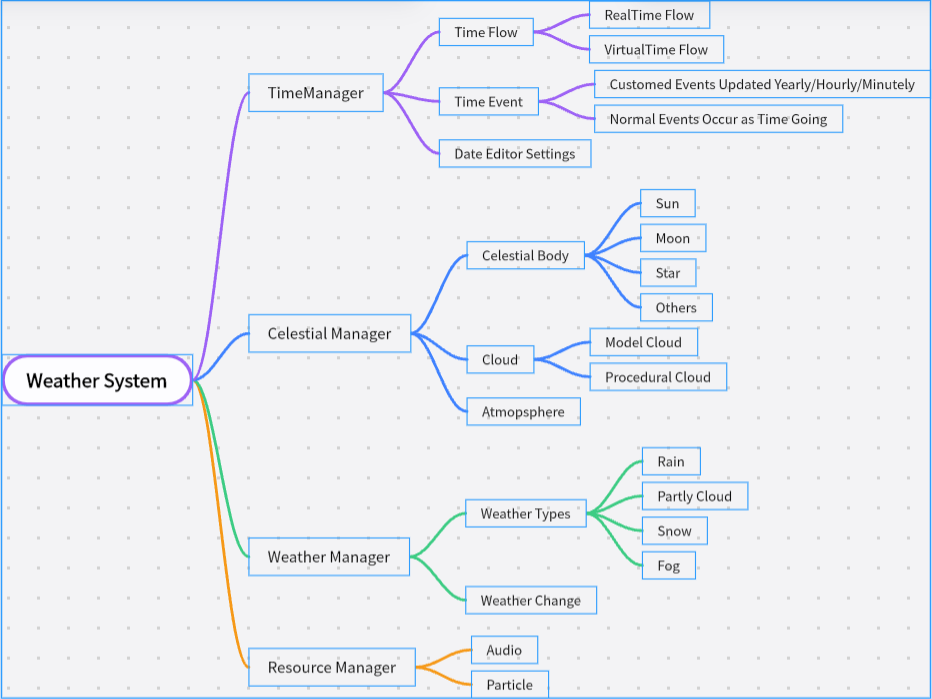 Weather System
TimeManager
Time Flow
RealTime Flow
VirtualTime Flow
Time Event
Customed Events Updated Yearly/Hourly/Minutely
Normal Events Occur as Time Going
Date Editor Settings
Celestial Manager
Celestial Body
Sun
Moon
Star
Others
Cloud
Model Cloud
Procedural Cloud
Atmopsphere
Weather Manager
Weather Types
Rain
Partly Cloud
Snow
Fog
Weather Change
Resource Manager
Audio
Particle